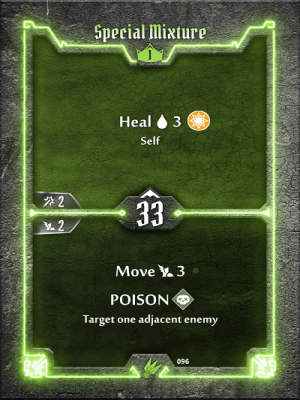 Special Mixture
1
Heal 3
Self
2
33
2
Move 3
POISON
Target one adjacent enemy
096